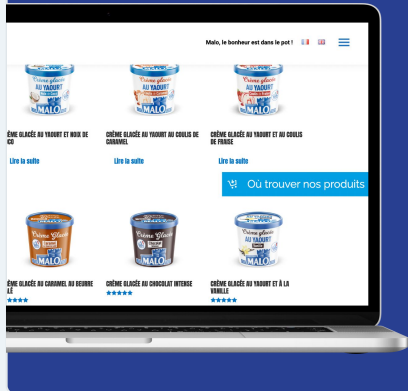 Malo, le bonheur est dans le pot !
Crème glacée
AU YAOURT
MALO
Crème glacée
AU YAOURT
MALO
Crème glacée
AU YAOURT
MALO
ÈME GLACÉE AU YAOURT ET NOIX DE
CO
CRÈME GLACÉE AU YAOURT AU COULIS DE
CARAMEL
CRÈME GLACÉE AU YAOURT ET AU COULIS
DE FRAISE
Lire la suite
Lire la suite
Lire la suite
Où trouver nos produits
Crème Glacée
MALO
Crème Glacée
MALO
Crème glacée
AU YAOURT
MALO
ÈME GLACÉE AU CARAMEL AU BEURRE
LÉ
CRÈME GLACÉE AU CHOCOLAT INTENSE
CRÈME GLACÉE AU YAOURT ET À LA
VANILLE